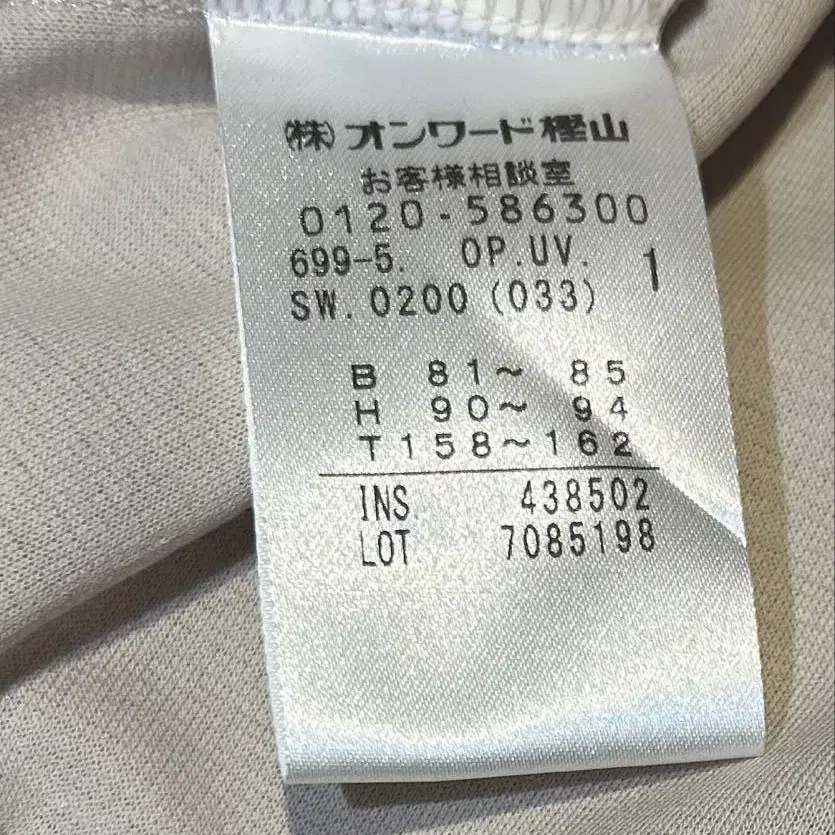 ㈱オンワード樫山
お客様相談室
0120-586300
699-5. OP.UV. 1
SW.0200(033)
B 81～ 85
H 90～ 94
T158～162
INS 438502
LOT 7085198